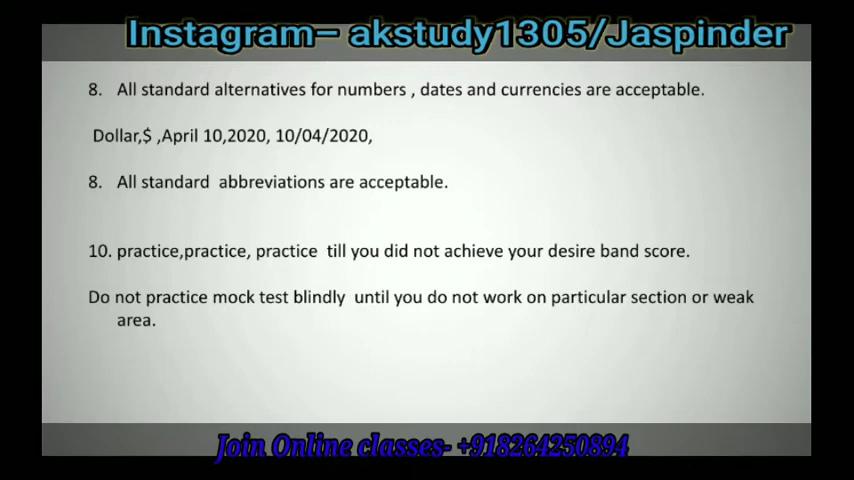 Instagram– akstudy1305/Jaspinder
8. All standard alternatives for numbers , dates and currencies are acceptable.
Dollar,$ ,April 10,2020, 10/04/2020,
8. All standard abbreviations are acceptable.
10. practice,practice, practice till you did not achieve your desire band score.
Do not practice mock test blindly until you do not work on particular section or weak
area.
Join Online classes- +918264250894